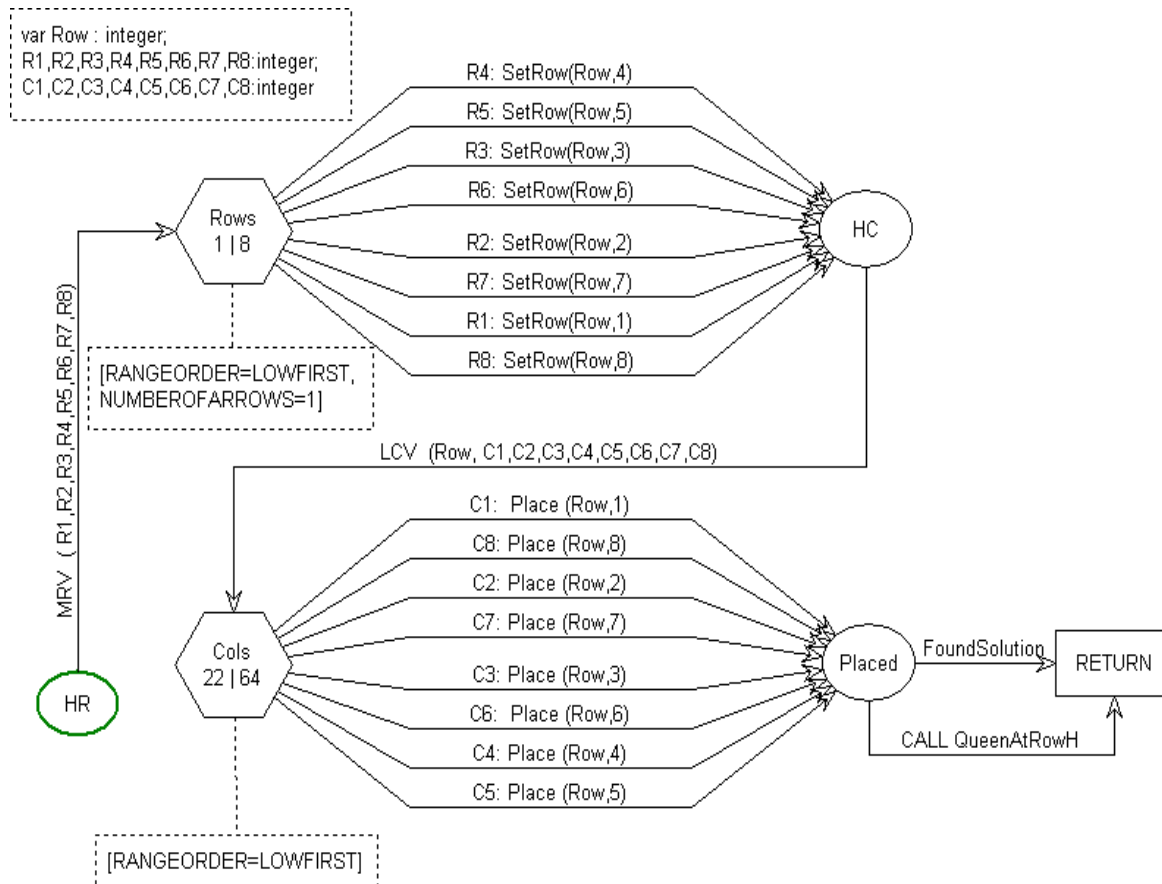 var Row : integer;
R1,R2,R3,R4,R5,R6,R7,R8:integer;
C1,C2,C3,C4,C5,C6,C7,C8:integer
R4: SetRow(Row,4)
R5: SetRow(Row,5)
R3: SetRow(Row,3)
R6: SetRow(Row,6)
R2: SetRow(Row,2)
R7: SetRow(Row,7)
R1: SetRow(Row,1)
R8: SetRow(Row,8)
Rows
1 | 8
HC
[RANGEORDER=LOWFIRST,
NUMBEROFARROWS=1]
MRV ( R1,R2,R3,R4,R5,R6,R7,R8)
LCV (Row, C1,C2,C3,C4,C5,C6,C7,C8)
C1: Place (Row,1)
C8: Place (Row,8)
C2: Place (Row,2)
C7: Place (Row,7)
C3: Place (Row,3)
C6: Place (Row,6)
C4: Place (Row,4)
C5: Place (Row,5)
Cols
22 | 64
HR
Placed
FoundSolution
RETURN
CALL QueenAtRowH
[RANGEORDER=LOWFIRST]